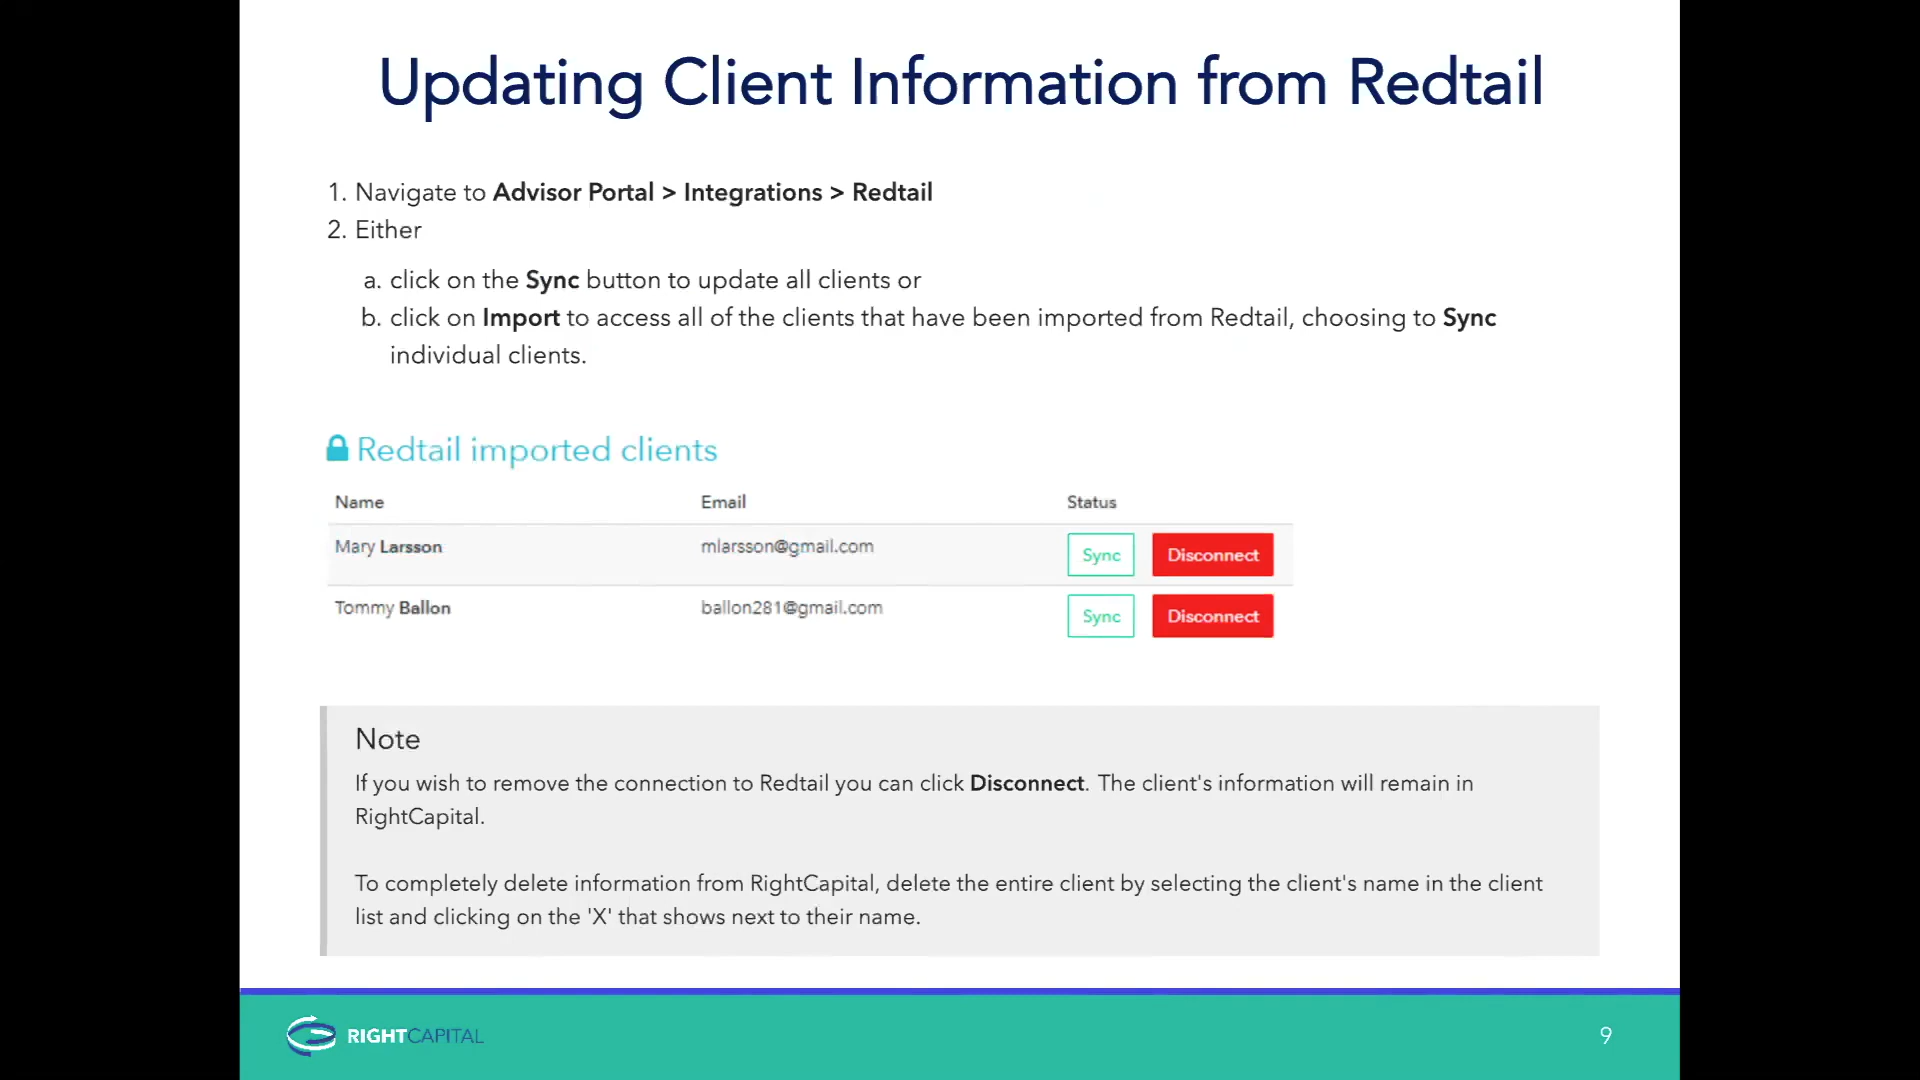 Updating Client Information from Redtail
1. Navigate to Advisor Portal > Integrations > Redtail
2. Either
a. click on the Sync button to update all clients or
b. click on Import to access all of the clients that have been imported from Redtail, choosing to Sync
individual clients.
Redtail imported clients
Name Email Status
Mary Larsson mlarsson@gmail.com Sync Disconnect
Tommy Ballon ballon281@gmail.com Sync Disconnect
Note
If you wish to remove the connection to Redtail you can click Disconnect. The client's information will remain in
RightCapital.
To completely delete information from RightCapital, delete the entire client by selecting the client's name in the client
list and clicking on the 'X' that shows next to their name.
RIGHTCAPITAL
9